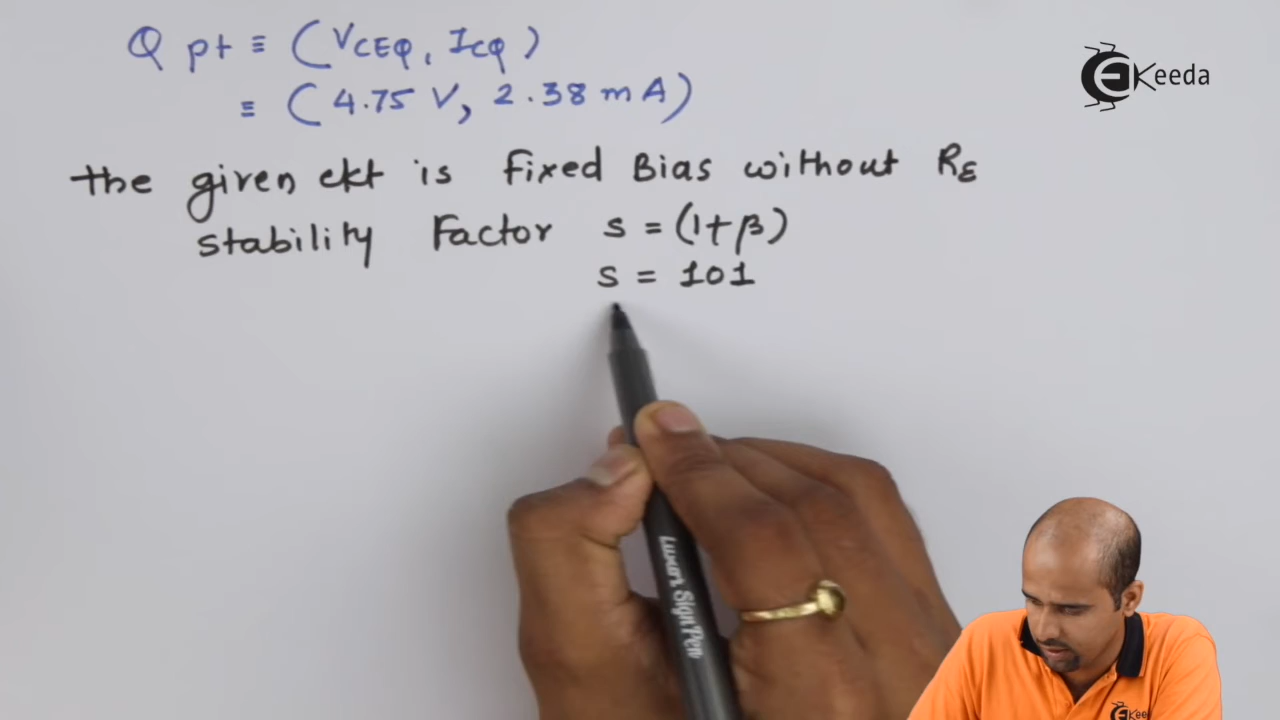 Q pt ≡ (VCEQ, ICQ)
≡ (4.75 V, 2.38 mA)
the given ckt is Fixed Bias without RE
stability Factor s = (1+β)
s = 101
EKeeda
Luxor Sign Pen
EKeeda